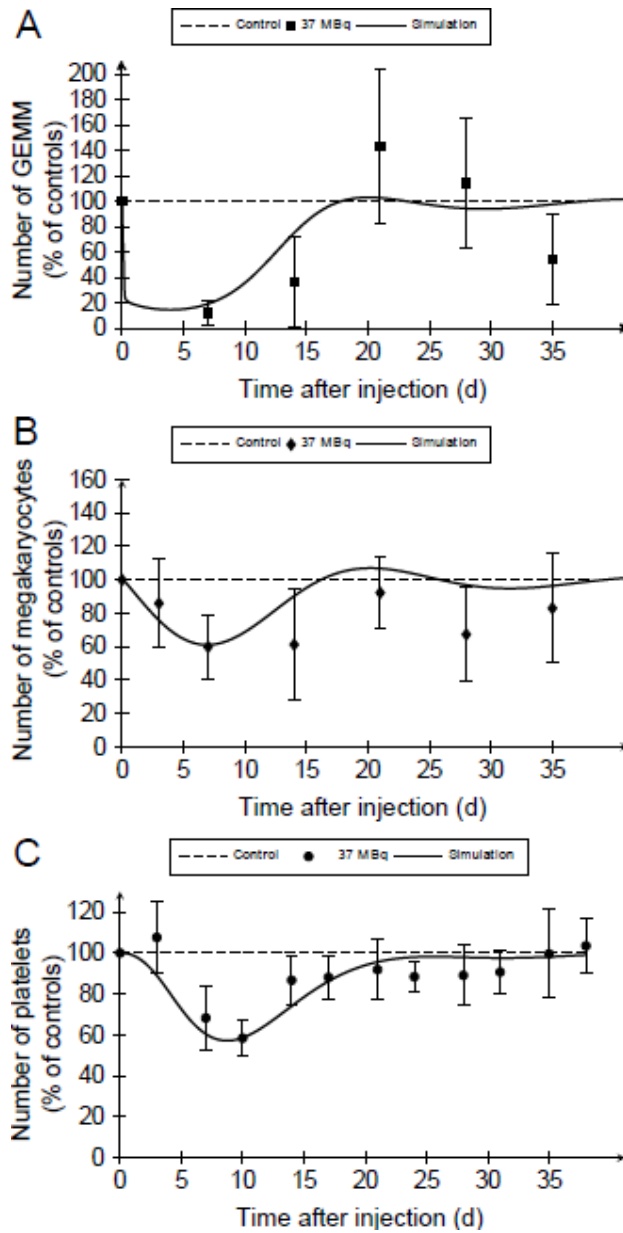 A
Control 37 MBq Simulation
200
180
160
140
120
100
80
60
40
20
0
Number of GEMM
(% of controls)
0 5 10 15 20 25 30 35
Time after injection (d)
B
Control 37 MBq Simulation
160
140
120
100
80
60
40
20
0
Number of megakaryocytes
(% of controls)
0 5 10 15 20 25 30 35
Time after injection (d)
C
Control 37 MBq Simulation
120
100
80
60
40
20
0
Number of platelets
(% of controls)
0 5 10 15 20 25 30 35
Time after injection (d)